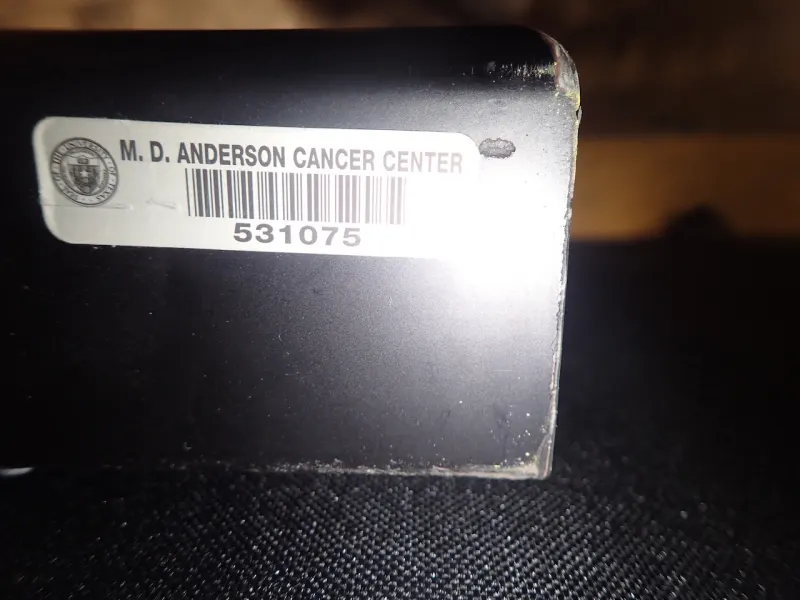 M. D. ANDERSON CANCER CENTER
531075